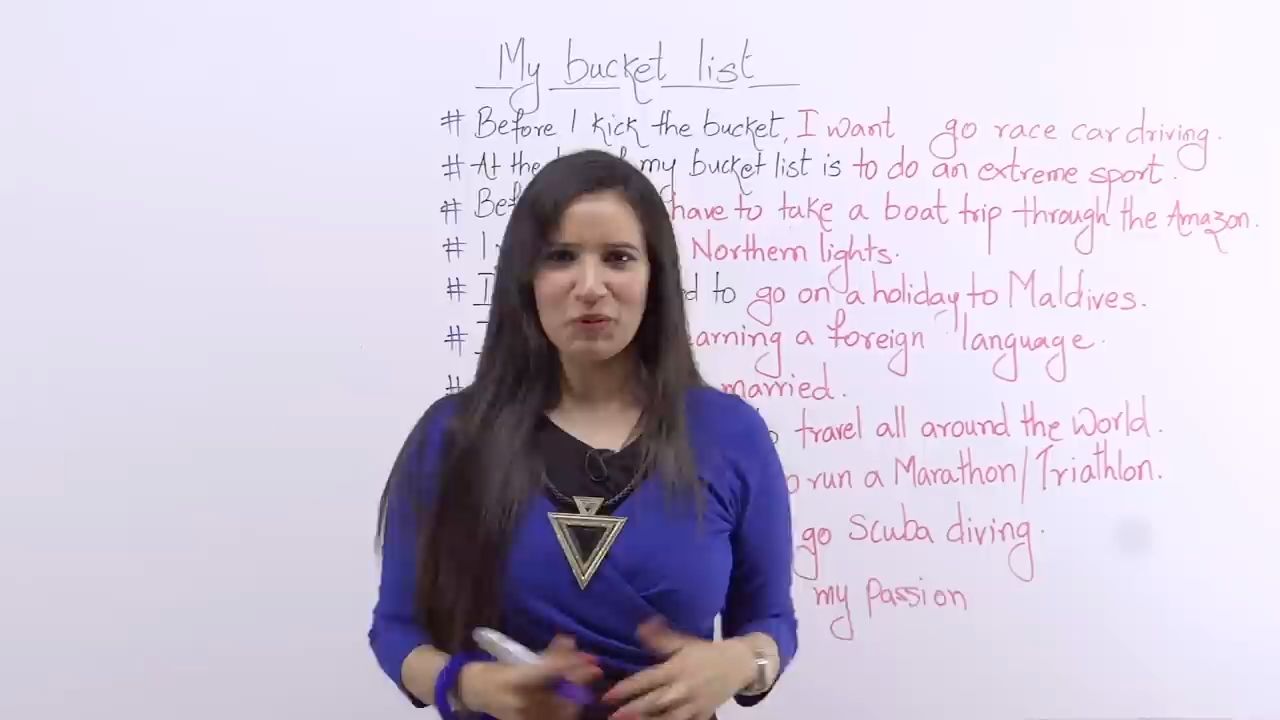 My bucket list
# Before I kick the bucket, I want go race car driving.
# At the my bucket list is to do an extreme sport.
# have to take a boat trip through the Amazon.
# Northern lights.
# to go on a holiday to Maldives.
# a foreign language.
# married.
travel all around the World.
run a Marathon/Triathlon.
go Scuba diving.
my passion